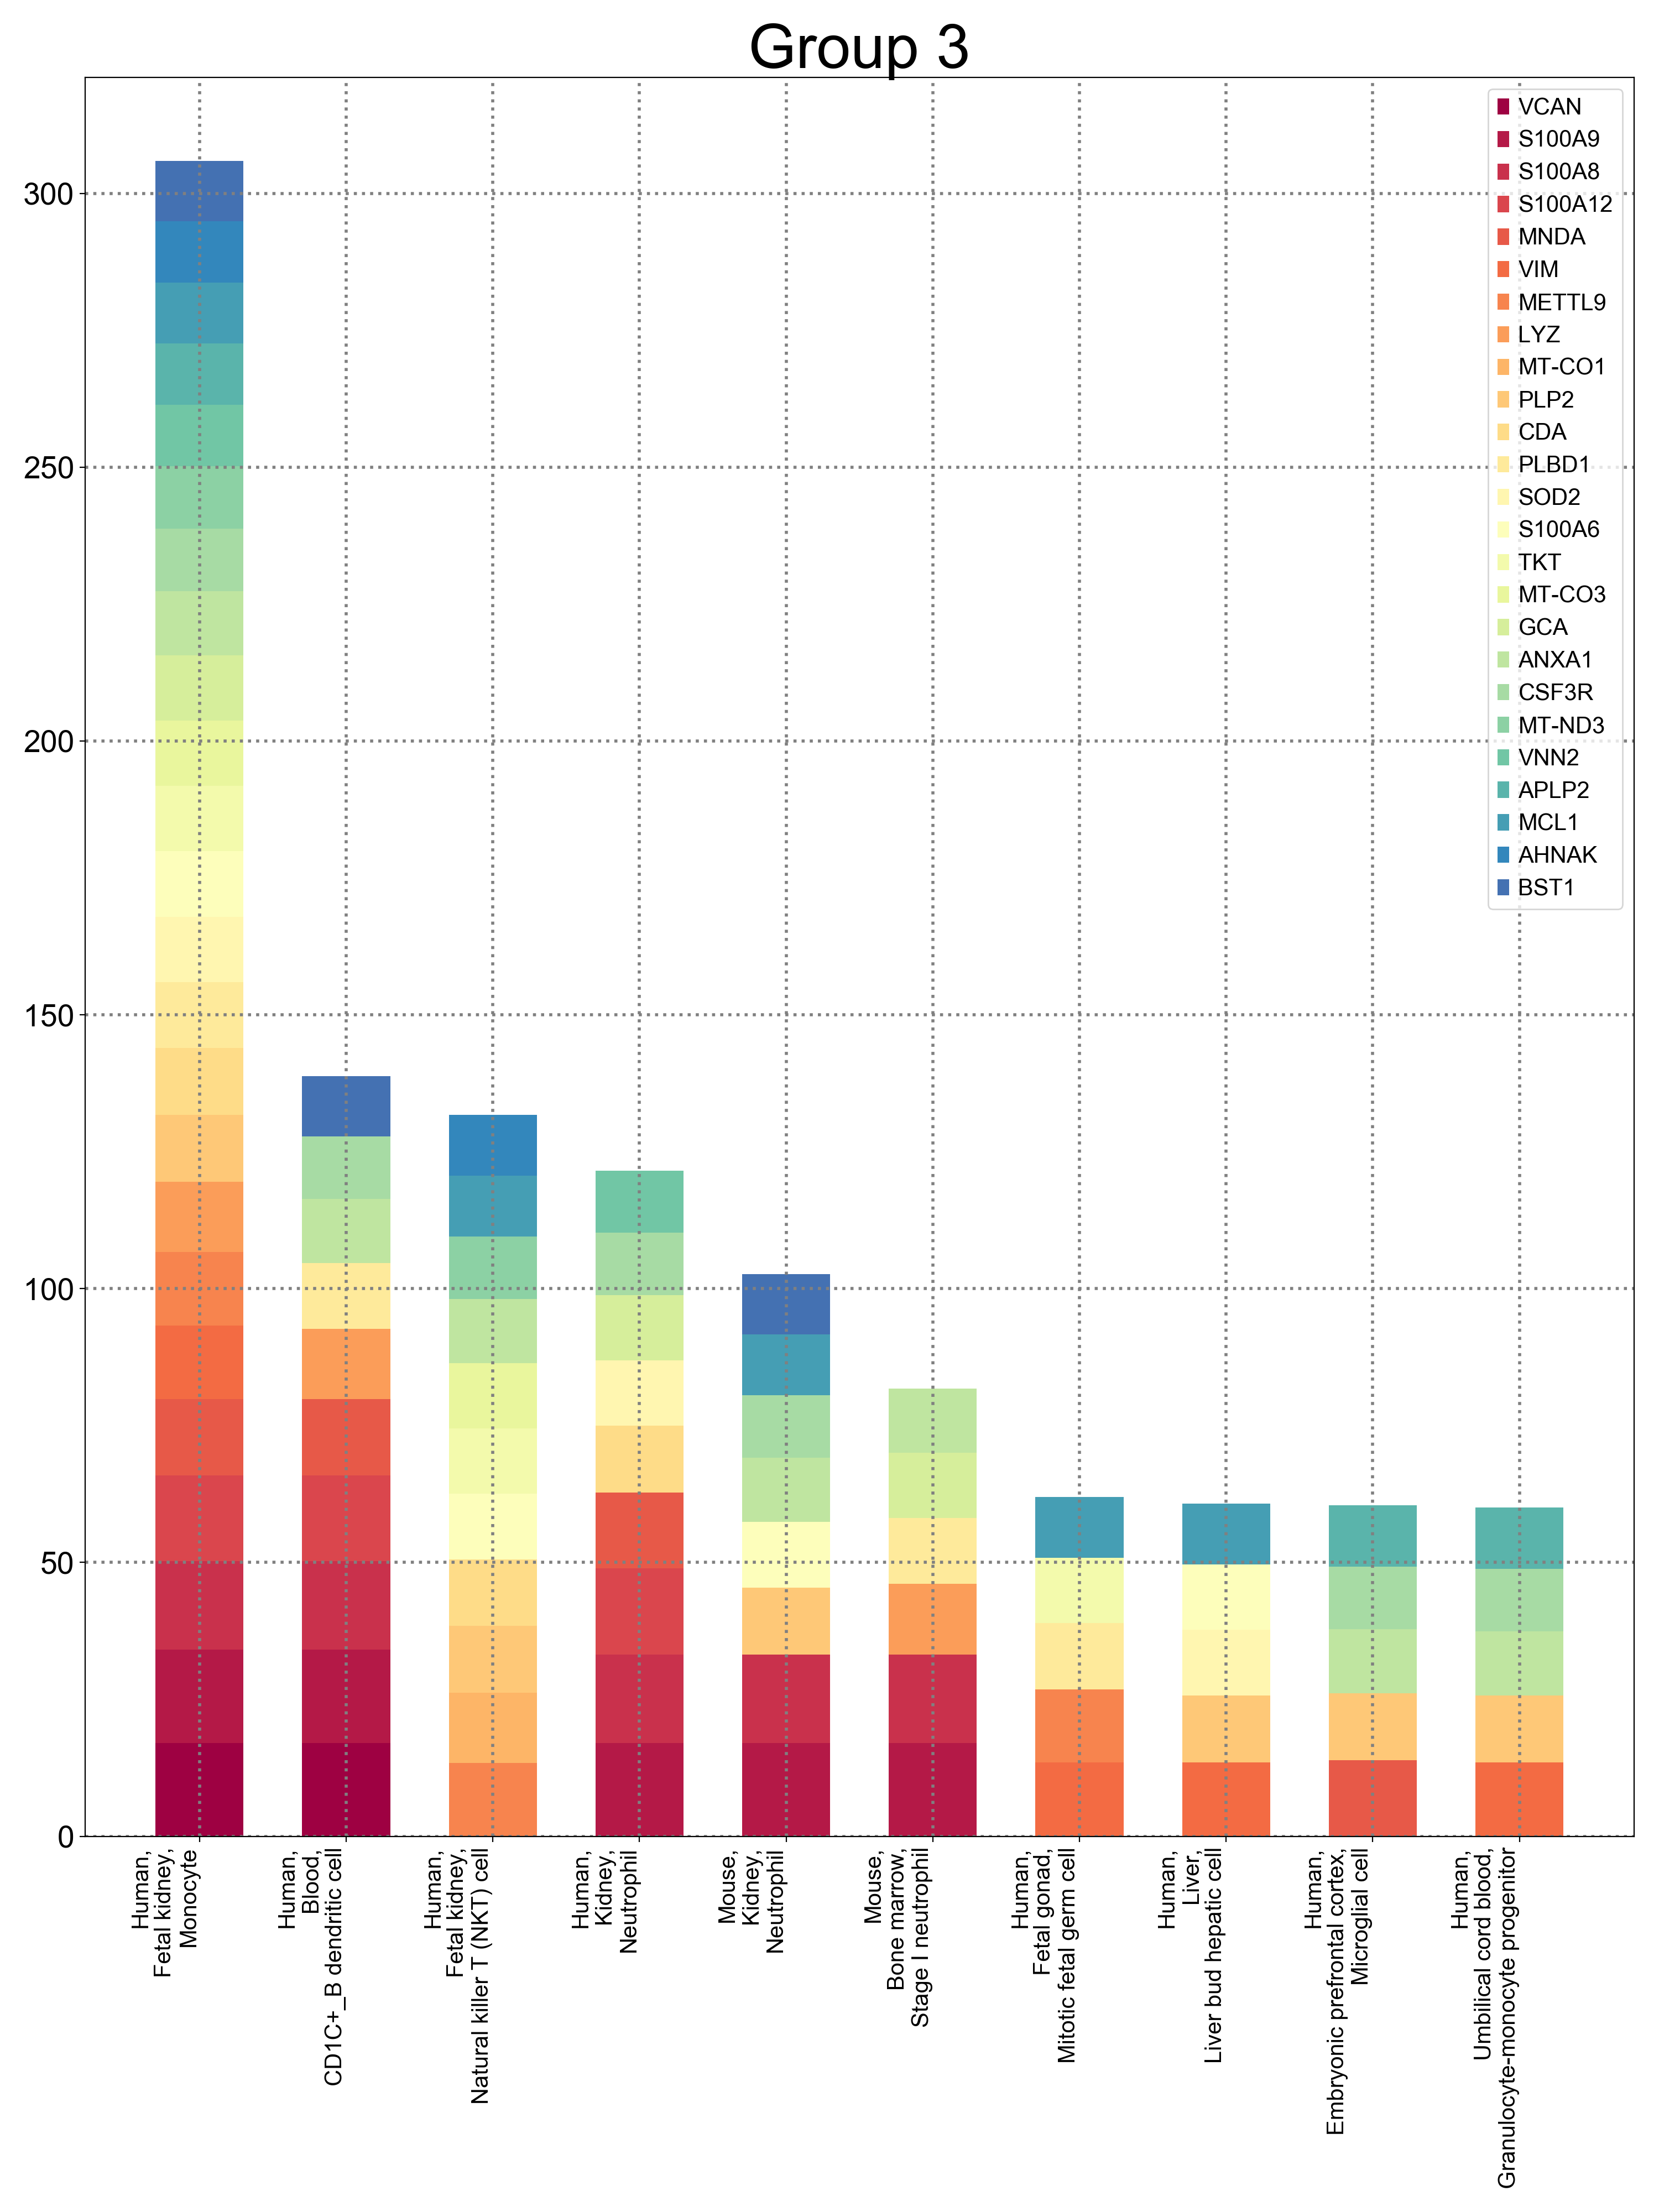 Group 3
300
250
200
150
100
50
0
VCAN
S100A9
S100A8
S100A12
MNDA
VIM
METTL9
LYZ
MT-CO1
PLP2
CDA
PLBD1
SOD2
S100A6
TKT
MT-CO3
GCA
ANXA1
CSF3R
MT-ND3
VNN2
APLP2
MCL1
AHNAK
BST1
Human,
Fetal kidney,
Monocyte
Human,
Blood,
CD1C+_B dendritic cell
Human,
Fetal kidney,
Natural killer T (NKT) cell
Human,
Kidney,
Neutrophil
Mouse,
Kidney,
Neutrophil
Mouse,
Bone marrow,
Stage I neutrophil
Human,
Fetal gonad,
Mitotic fetal germ cell
Human,
Liver,
Liver bud hepatic cell
Human,
Embryonic prefrontal cortex,
Microglial cell
Human,
Umbilical cord blood,
Granulocyte-monocyte progenitor